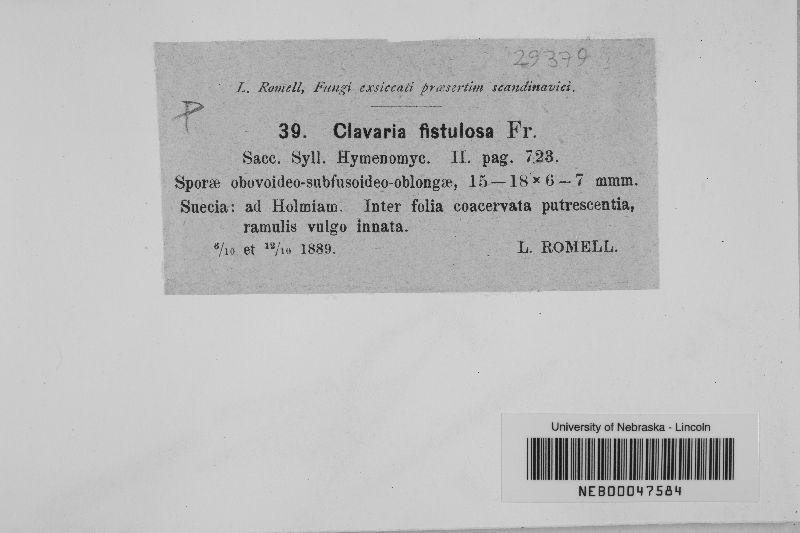 29379
L. Romell, Fungi exsiccati præsertim scandinavici.
P
39. Clavaria fistulosa Fr.
Sacc. Syll. Hymenomyc. II. pag. 723.
Sporæ obovoideo-subfusoideo-oblongæ, 15—18 × 6—7 mmm.
Suecia: ad Holmiam. Inter folia coacervata putrescentia,
ramulis vulgo innata.
6/10 et 12/10 1889. L. ROMELL.
University of Nebraska - Lincoln
NEB00047584